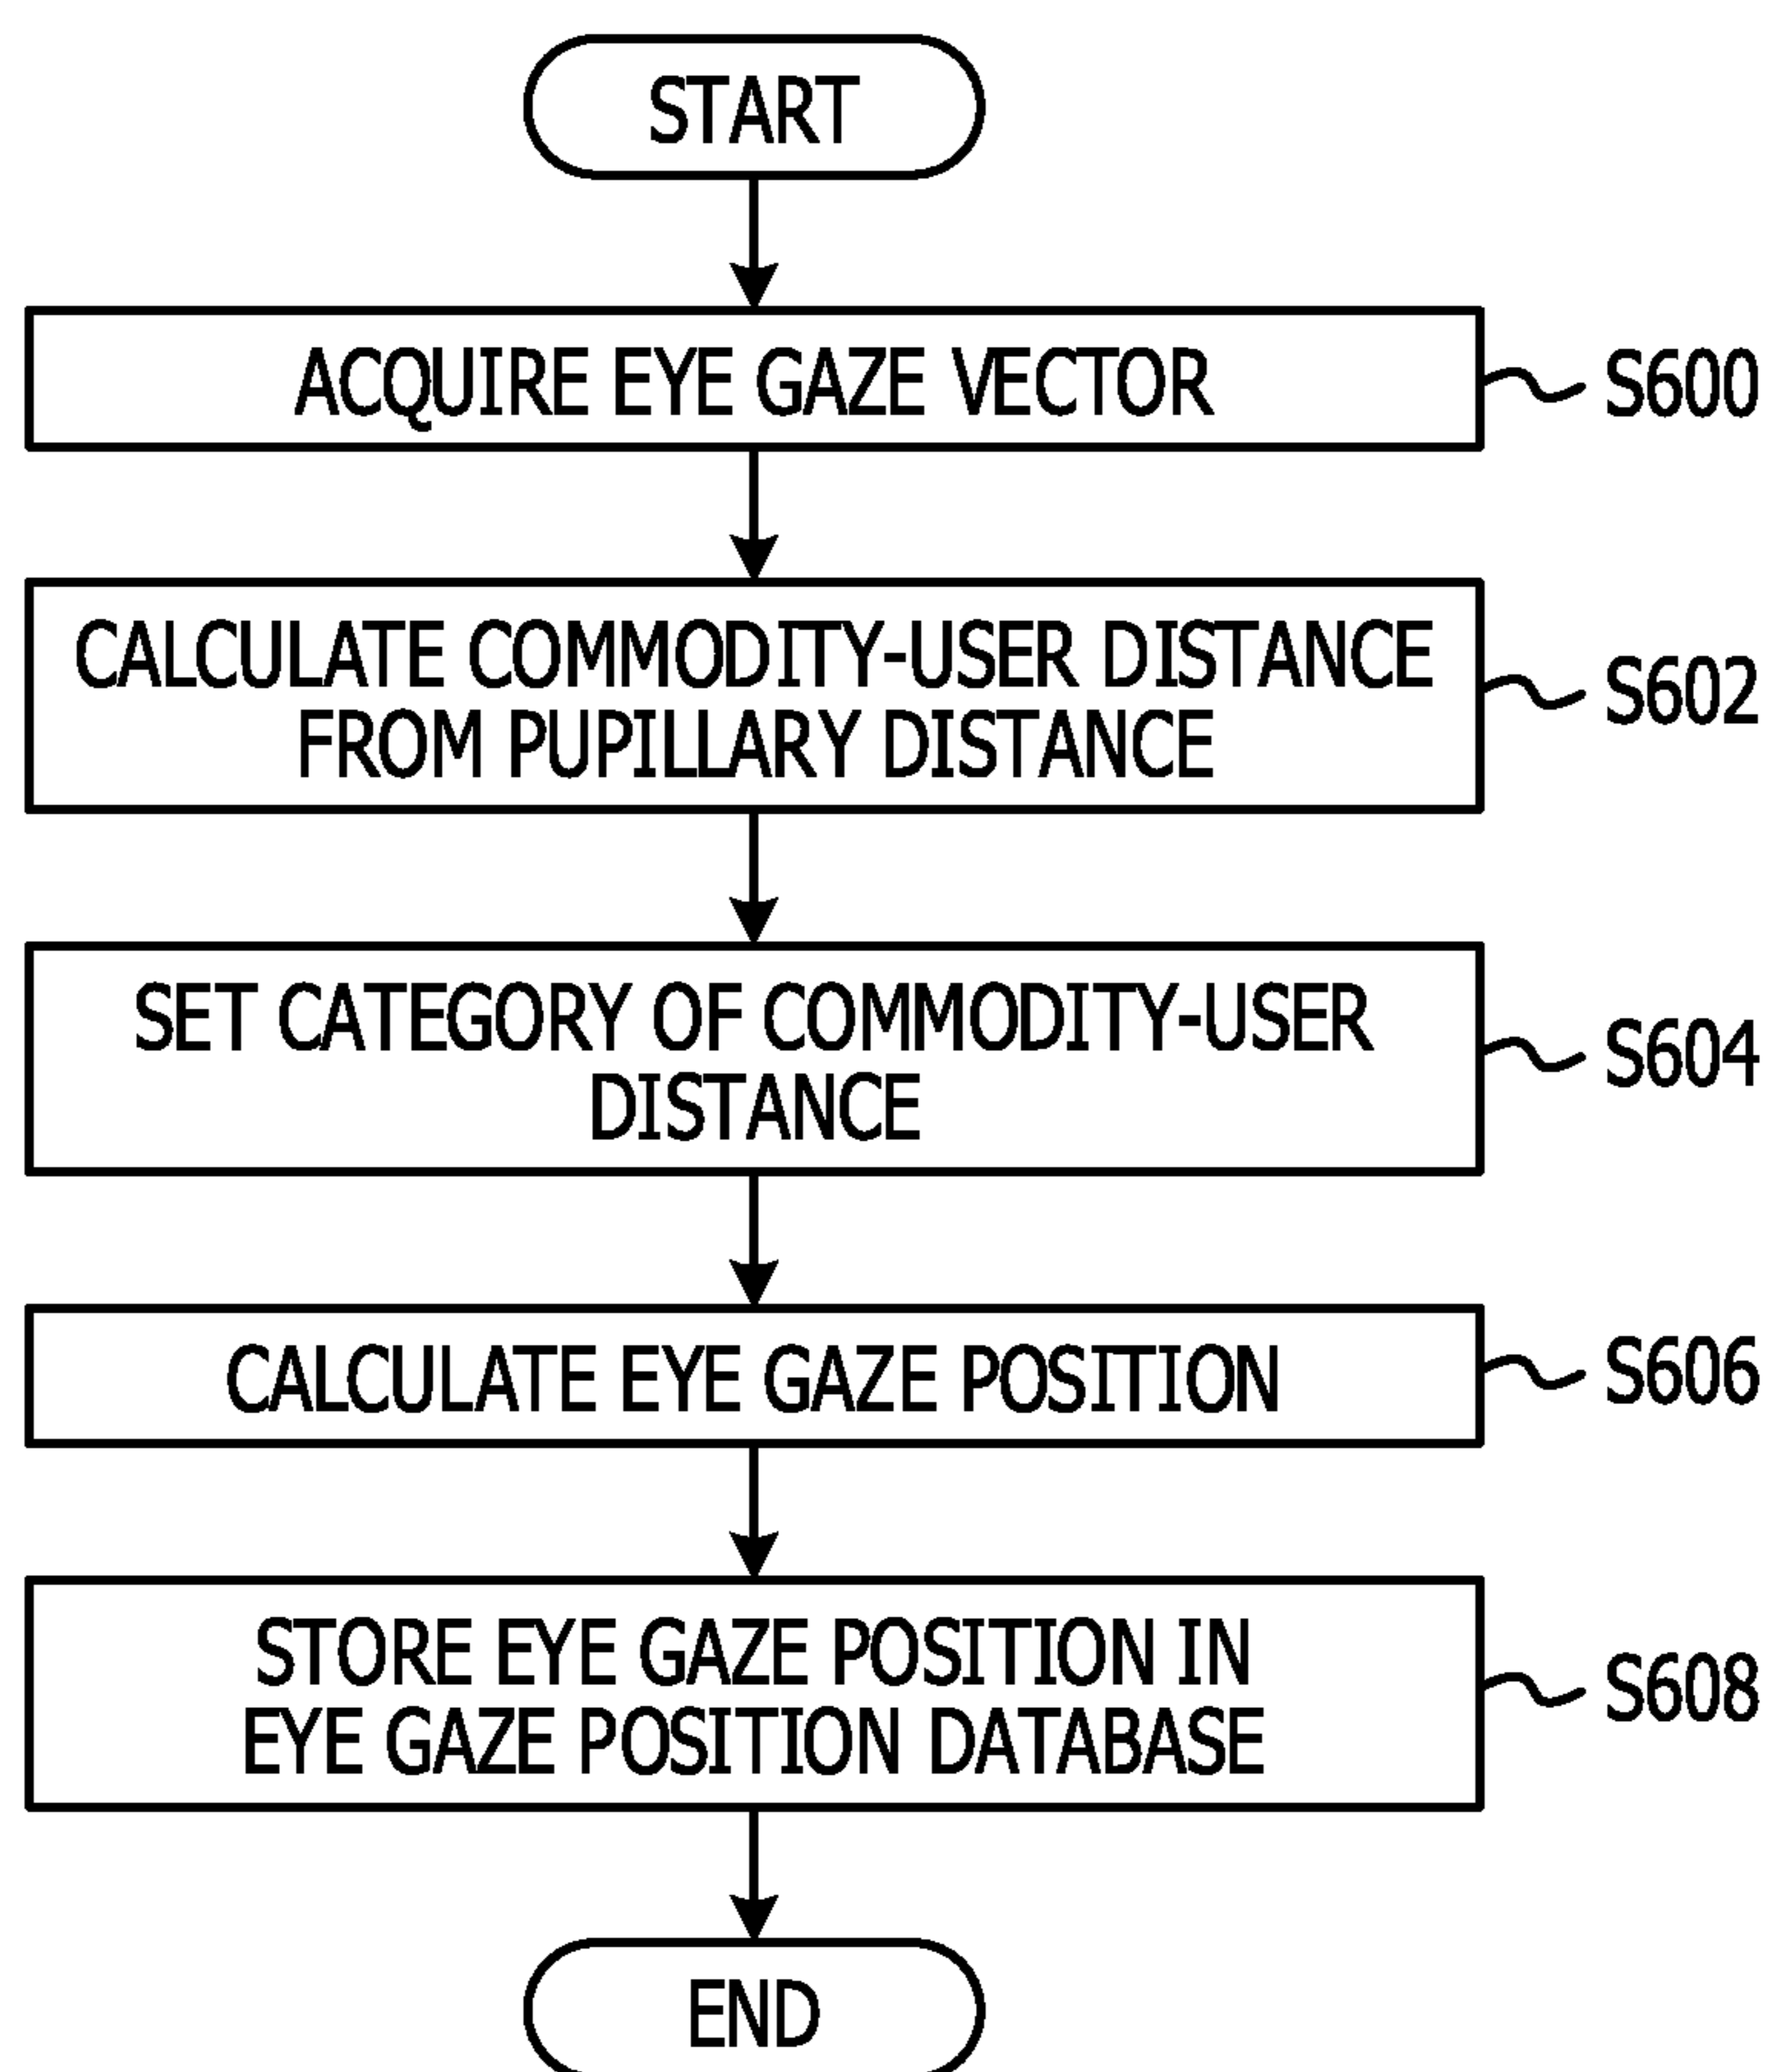 START
ACQUIRE EYE GAZE VECTOR
S600
CALCULATE COMMODITY-USER DISTANCE
FROM PUPILLARY DISTANCE
S602
SET CATEGORY OF COMMODITY-USER
DISTANCE
S604
CALCULATE EYE GAZE POSITION
S606
STORE EYE GAZE POSITION IN
EYE GAZE POSITION DATABASE
S608
END